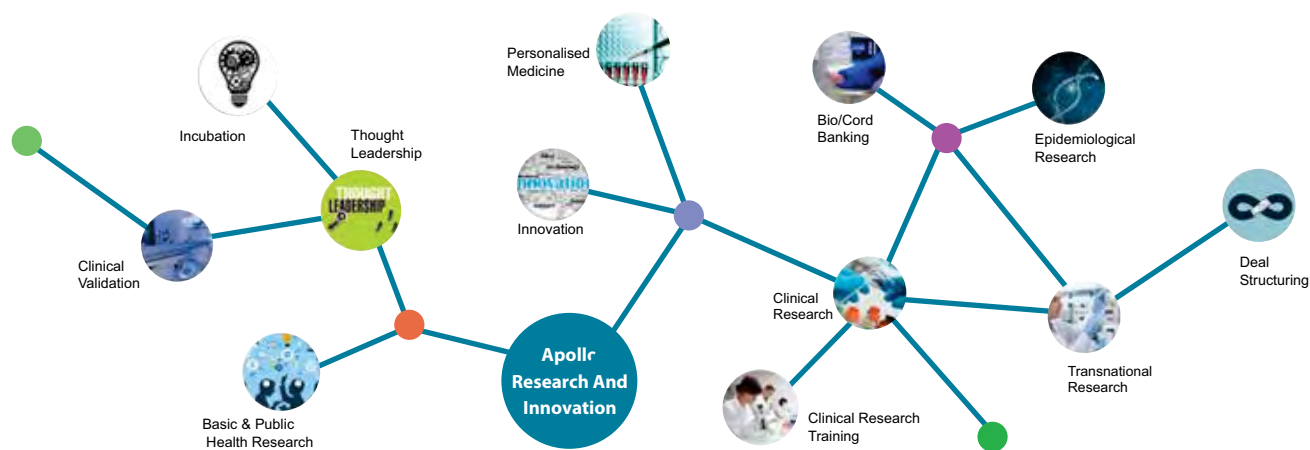 Personalised
Medicine
Incubation
Thought
Leadership
THOUGHT
LEADERSHIP
Bio/Cord
Banking
Epidemiological
Research
Innovation
Innovation
Clinical
Validation
Clinical
Research
Deal
Structuring
Apollo
Research And
Innovation
Transnational
Research
Basic & Public
Health Research
Clinical Research
Training